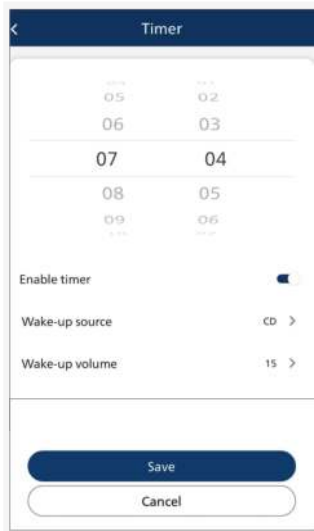 Timer
05 02
06 03
07 04
08 05
09 06
Enable timer
Wake-up source CD >
Wake-up volume 15 >
Save
Cancel